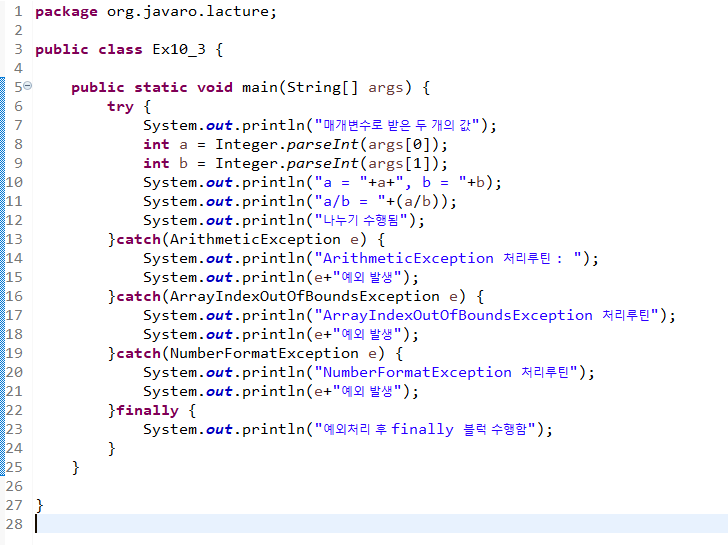 1 package org.javaro.lacture;
2
3 public class Ex10_3 {
4
5 public static void main(String[] args) {
6 try {
7 System.out.println("매개변수로 받은 두 개의 값");
8 int a = Integer.parseInt(args[0]);
9 int b = Integer.parseInt(args[1]);
10 System.out.println("a = "+a+", b = "+b);
11 System.out.println("a/b = "+(a/b));
12 System.out.println("나누기 수행됨");
13 }catch(ArithmeticException e) {
14 System.out.println("ArithmeticException 처리루틴 : ");
15 System.out.println(e+"예외 발생");
16 }catch(ArrayIndexOutOfBoundsException e) {
17 System.out.println("ArrayIndexOutOfBoundsException 처리루틴");
18 System.out.println(e+"예외 발생");
19 }catch(NumberFormatException e) {
20 System.out.println("NumberFormatException 처리루틴");
21 System.out.println(e+"예외 발생");
22 }finally {
23 System.out.println("예외처리 후 finally 블럭 수행함");
24 }
25 }
26
27 }
28